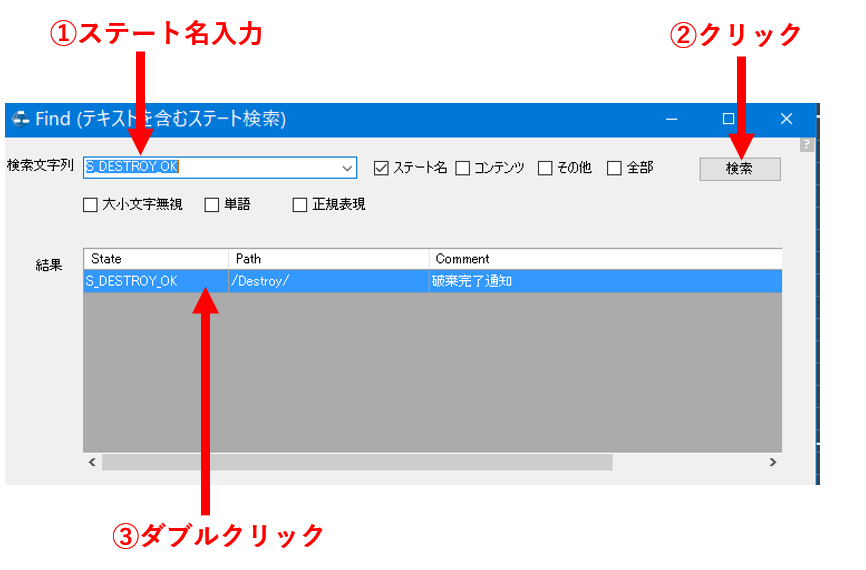 ①ステート名入力
②クリック
Find (テキストを含むステート検索)
?
検索文字列 S_DESTROY_OK ステート名 コンテンツ その他 全部 検索
大小文字無視 単語 正規表現
結果
State Path Comment
S_DESTROY_OK /Destroy/ 破棄完了通知
③ダブルクリック